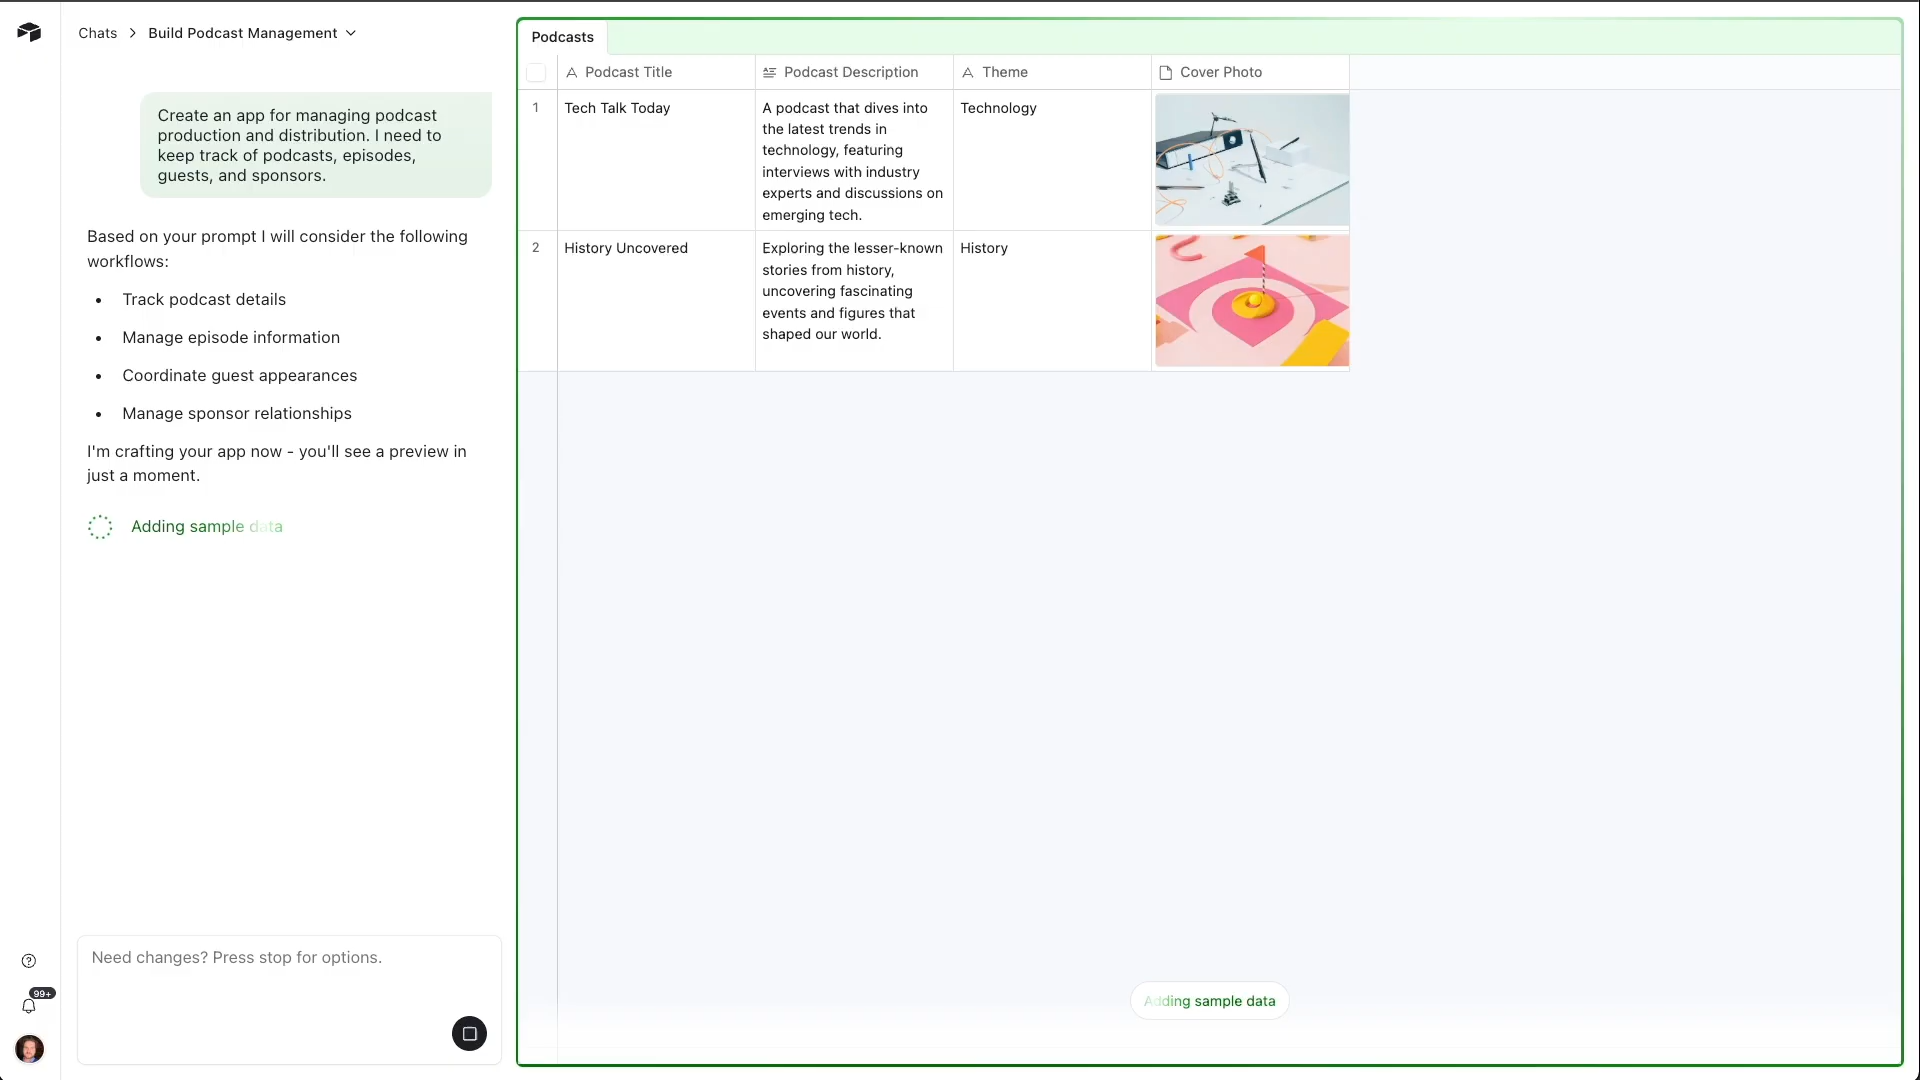 Chats
Build Podcast Management
Create an app for managing podcast
production and distribution. I need to
keep track of podcasts, episodes,
guests, and sponsors.
Based on your prompt I will consider the following
workflows:
• Track podcast details
• Manage episode information
• Coordinate guest appearances
• Manage sponsor relationships
I'm crafting your app now - you'll see a preview in
just a moment.
Adding sample data
Need changes? Press stop for options.
99+
Podcasts
Podcast Title
Podcast Description
Theme
Cover Photo
1
Tech Talk Today
A podcast that dives into
the latest trends in
technology, featuring
interviews with industry
experts and discussions on
emerging tech.
Technology
2
History Uncovered
Exploring the lesser-known
stories from history,
uncovering fascinating
events and figures that
shaped our world.
History
Adding sample data